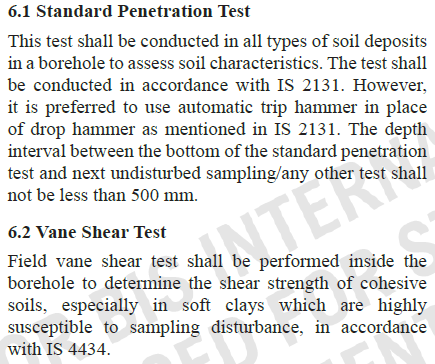 6.1 Standard Penetration Test
This test shall be conducted in all types of soil deposits
in a borehole to assess soil characteristics. The test shall
be conducted in accordance with IS 2131. However,
it is preferred to use automatic trip hammer in place
of drop hammer as mentioned in IS 2131. The depth
interval between the bottom of the standard penetration
test and next undisturbed sampling/any other test shall
not be less than 500 mm.
6.2 Vane Shear Test
Field vane shear test shall be performed inside the
borehole to determine the shear strength of cohesive
soils, especially in soft clays which are highly
susceptible to sampling disturbance, in accordance
with IS 4434.